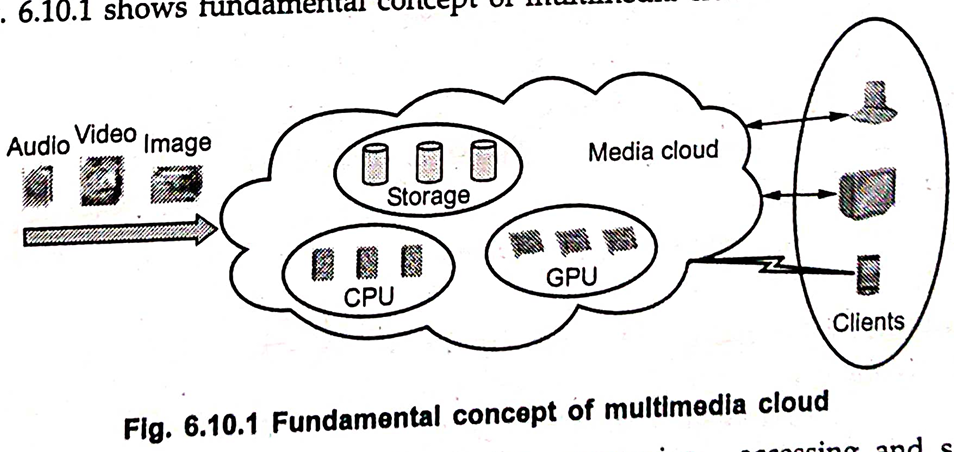 . 6.10.1 shows fundamental concept of multimedia
Audio Video Image
Media cloud
Storage
CPU
GPU
Clients
Fig. 6.10.1 Fundamental concept of multimedia cloud
accessing and s